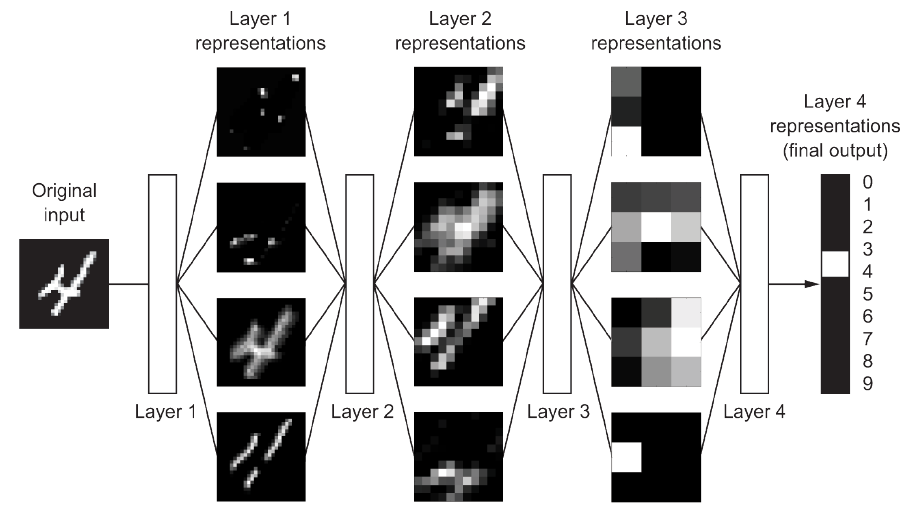 Layer 1
representations
Layer 2
representations
Layer 3
representations
Layer 4
representations
(final output)
Original
input
0
1
2
3
4
5
6
7
8
9
Layer 1
Layer 2
Layer 3
Layer 4